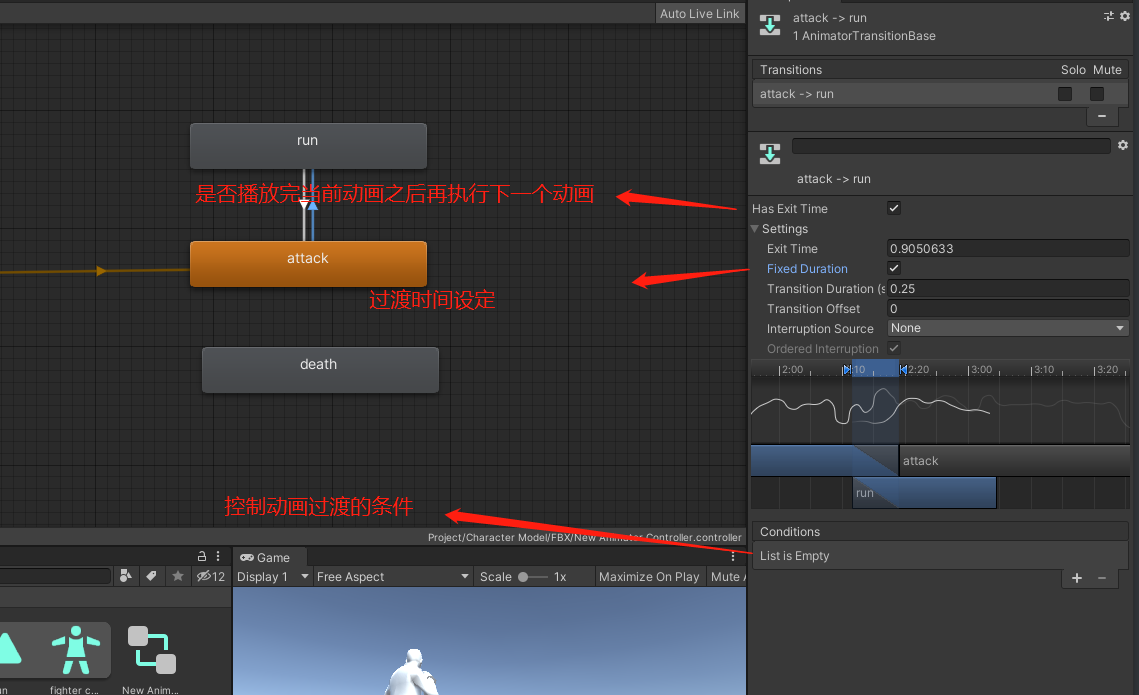 Auto Live Link
attack -> run
1 AnimatorTransitionBase
Transitions Solo Mute
attack -> run
run
attack -> run
是否播放完当前动画之后再执行下一个动画
Has Exit Time
Settings
attack
Exit Time 0.9050633
Fixed Duration
过渡时间设定
Transition Duration (s 0.25
Transition Offset 0
Interruption Source None
Ordered Interruption
death
2:00 :10 2:20 3:00 3:10 3:20
attack
run
控制动画过渡的条件
Conditions
Project/Character Model/FBX/New Animator Controller.controller
List is Empty
Game
12 Display 1 Free Aspect Scale 1x Maximize On Play Mute
fighter c... New Anim...